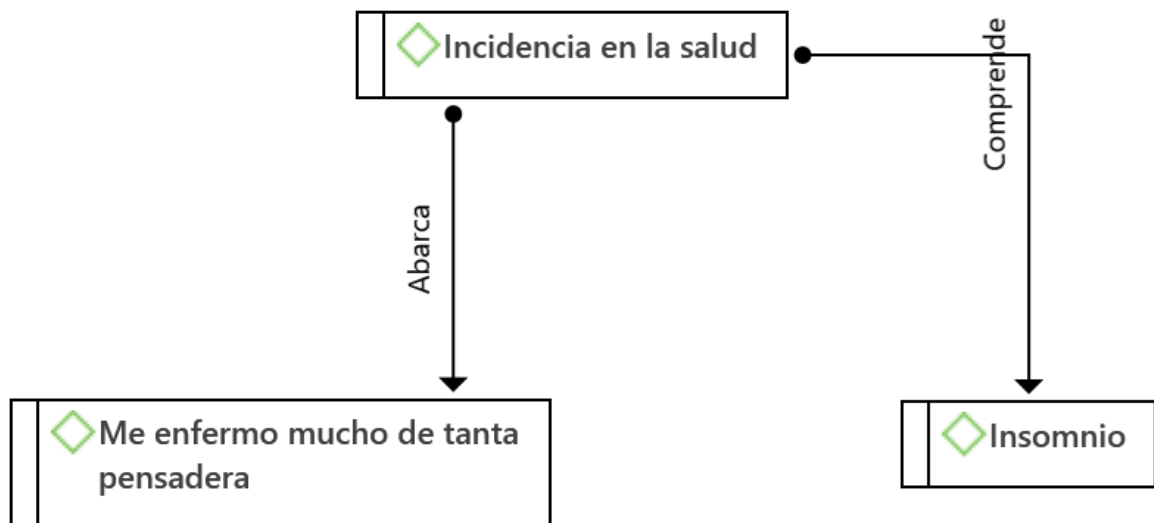 Incidencia en la salud
Comprende
Abarca
Me enfermo mucho de tanta
pensadera
Insomnio